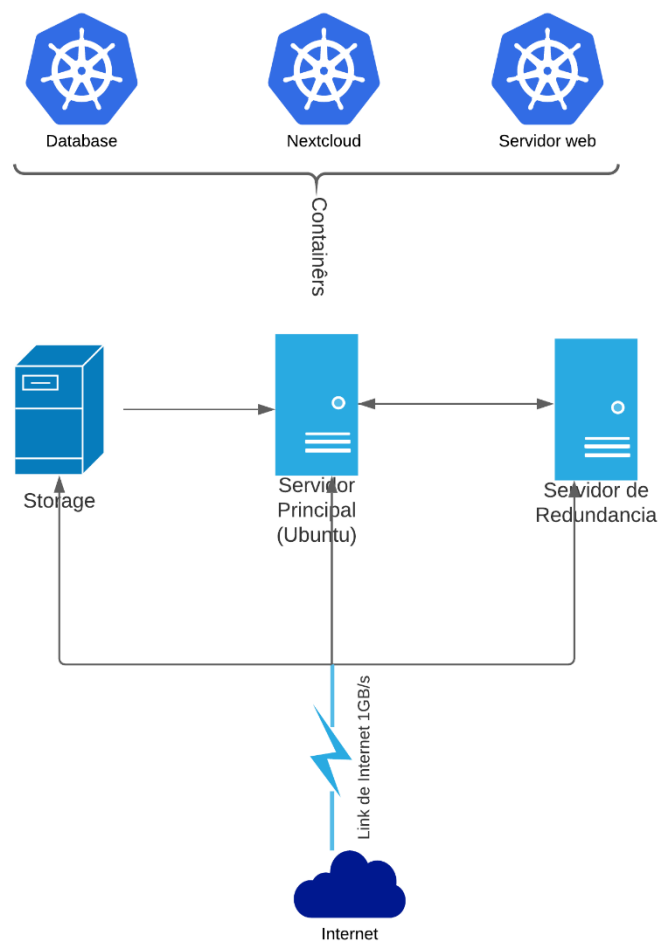 Database
Nextcloud
Servidor web
Containêrs
Storage
Servidor
Principal
(Ubuntu)
Servidor de
Redundancia
Link de Internet 1GB/s
Internet